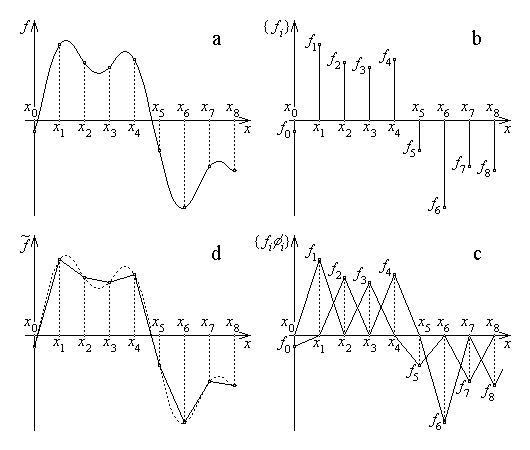 f a
x₀ x₅ x₆ x₇ x₈
x₁ x₂ x₃ x₄ x
{fᵢ} b
f₁ f₂ f₃ f₄
x₀ x₅ x₆ x₇ x₈
f₀ x₁ x₂ x₃ x₄ x
f₅ f₇ f₈
f₆
f̃ d
x₀ x₅ x₆ x₇ x₈
x₁ x₂ x₃ x₄ x
c
f₁ f₂ f₃ f₄
x₀ x₅ x₆ x₇ x₈
f₀ x₁ x₂ x₃ x₄ x
f₅ f₇ f₈
f₆